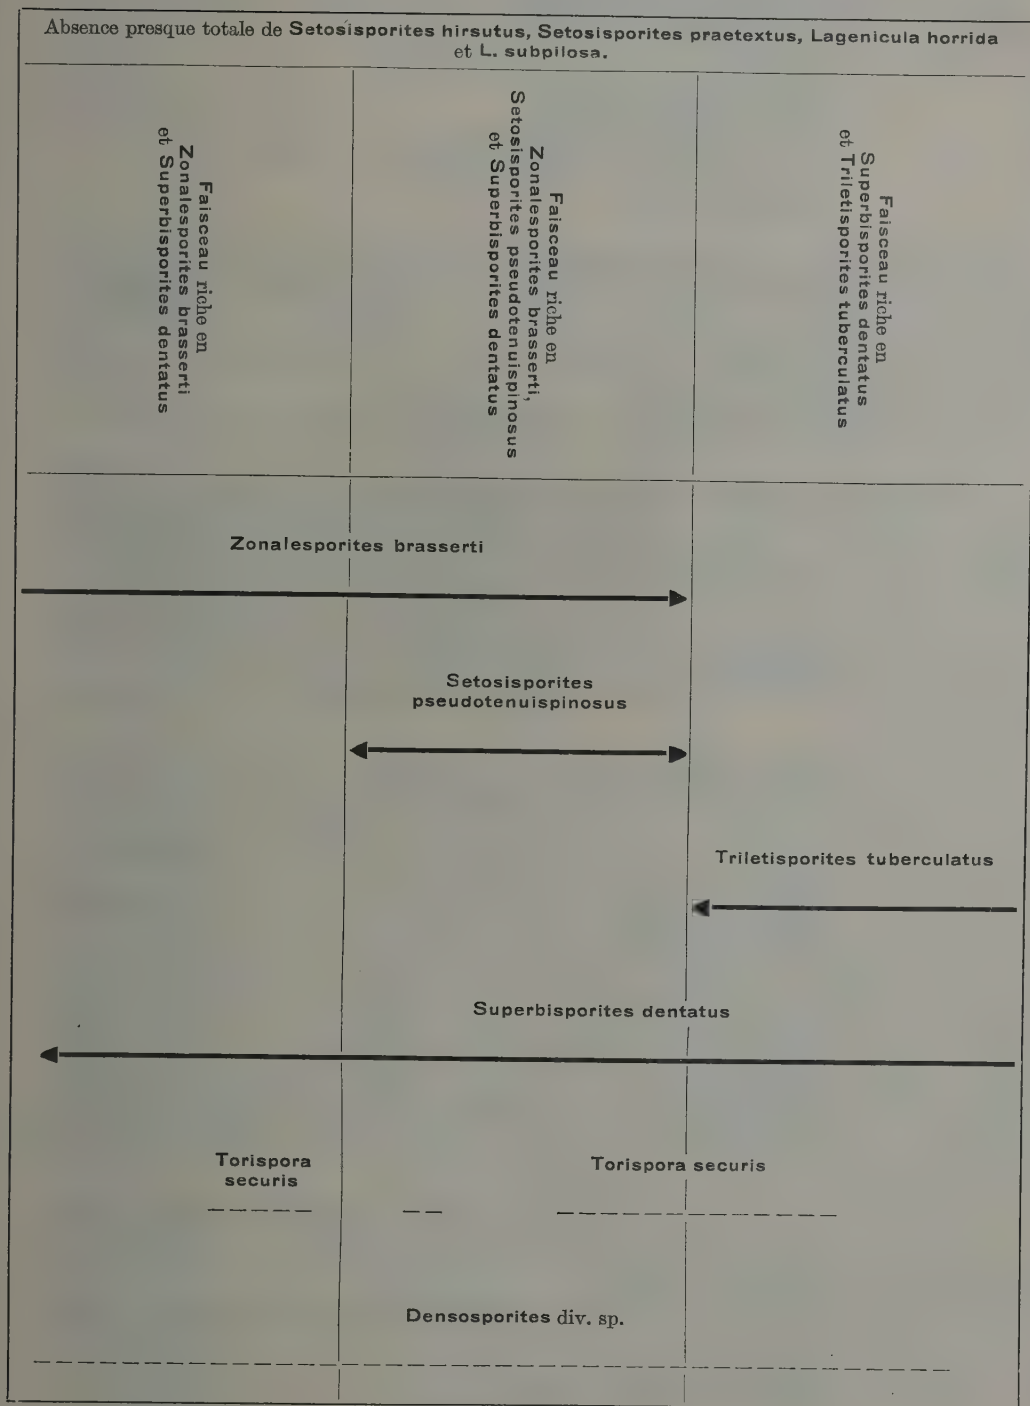 Absence presque totale de Setosisporites hirsutus, Setosisporites praetextus, Lagenicula horrida
et L. subpilosa.
Faisceau riche en
Zonalesporites brasserti
et Superbisporites dentatus
Faisceau riche en
Zonalesporites brasserti,
Setosisporites pseudotenuispinosus
et Superbisporites dentatus
Faisceau riche en
Superbisporites dentatus
et Triletisporites tuberculatus
Zonalesporites brasserti
Setosisporites
pseudotenuispinosus
Triletisporites tuberculatus
Superbisporites dentatus
Torispora
securis
Torispora securis
Densosporites div. sp.